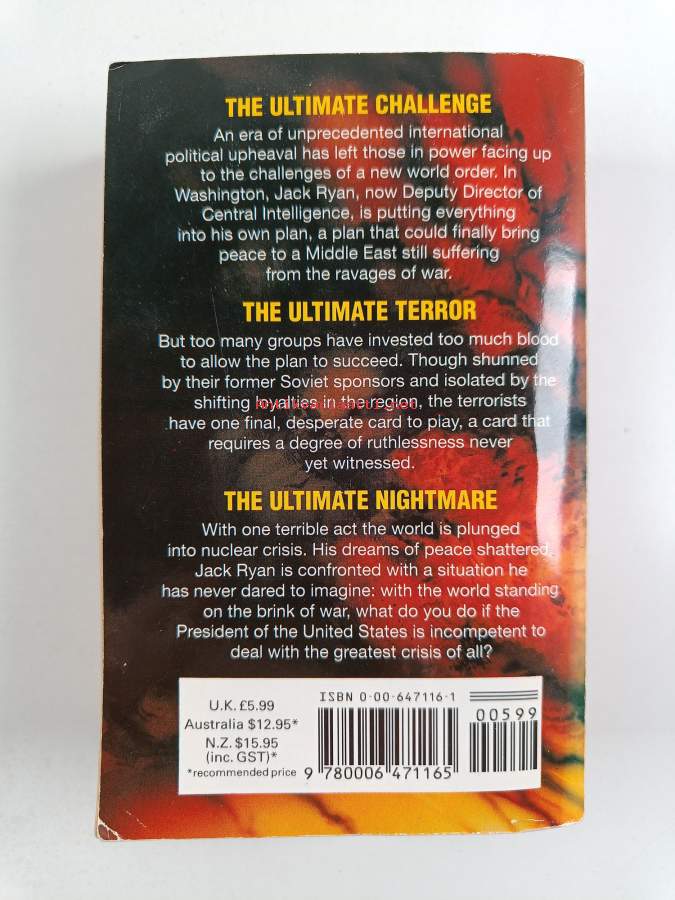 THE ULTIMATE CHALLENGE
An era of unprecedented international
political upheaval has left those in power facing up
to the challenges of a new world order. In
Washington, Jack Ryan, now Deputy Director of
Central Intelligence, is putting everything
into his own plan, a plan that could finally bring
peace to a Middle East still suffering
from the ravages of war.
THE ULTIMATE TERROR
But too many groups have invested too much blood
to allow the plan to succeed. Though shunned
by their former Soviet sponsors and isolated by the
shifting loyalties in the region, the terrorists
have one final, desperate card to play, a card that
requires a degree of ruthlessness never
yet witnessed.
THE ULTIMATE NIGHTMARE
With one terrible act the world is plunged
into nuclear crisis. His dreams of peace shattered,
Jack Ryan is confronted with a situation he
has never dared to imagine: with the world standing
on the brink of war, what do you do if the
President of the United States is incompetent to
deal with the greatest crisis of all?
U.K. £5.99
Australia $12.95*
N.Z. $15.95
(inc. GST)*
*recommended price
ISBN 0-00-647116-1
00599
9 780006 471165